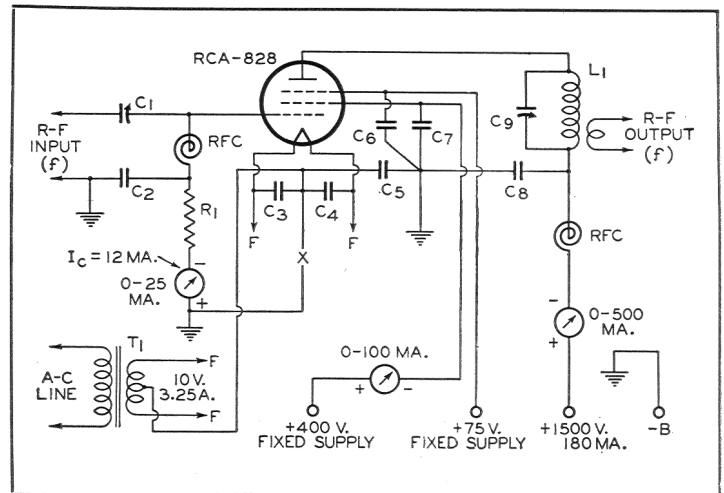 RCA-828
C1
R-F
INPUT
(f)
RFC
C2
R1
IC = 12 MA.
0-25
MA.
C3
C4
C5
C6
C7
C8
C9
L1
R-F
OUTPUT
(f)
F
F
X
RFC
0-500
MA.
0-100 MA.
T1
A-C
LINE
10 V.
3.25A.
F
F
- 
+
+
-
-
+
+400 V.
FIXED SUPPLY
+75 V.
FIXED SUPPLY
+1500 V.
180 MA.
-B